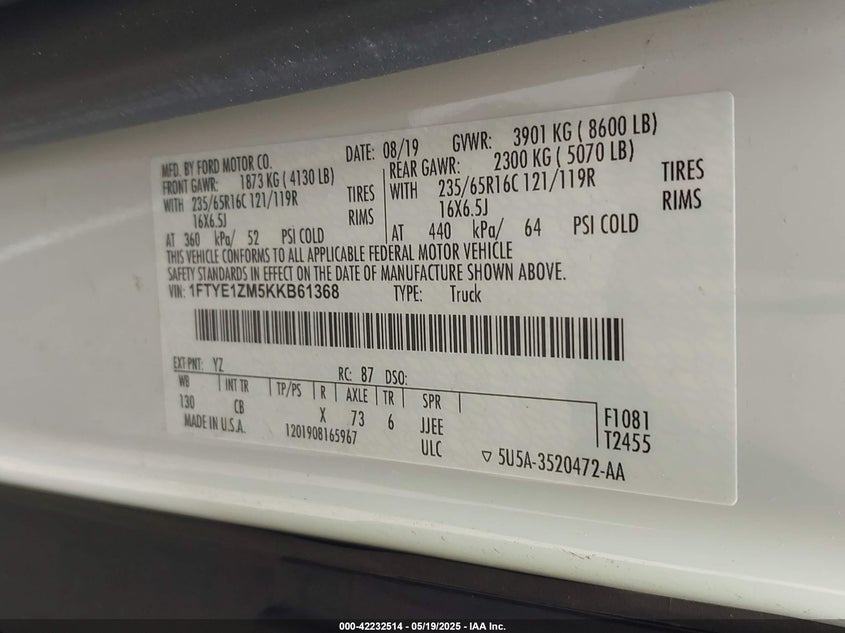 MFD. BY FORD MOTOR CO.
DATE: 08/19 GVWR: 3901 KG ( 8600 LB)
FRONT GAWR: 1873 KG ( 4130 LB)
REAR GAWR: 2300 KG ( 5070 LB)
WITH 235/65R16C 121/119R TIRES
WITH 235/65R16C 121/119R TIRES
16X6.5J RIMS
16X6.5J RIMS
AT 360 kPa/ 52 PSI COLD
AT 440 kPa/ 64 PSI COLD
THIS VEHICLE CONFORMS TO ALL APPLICABLE FEDERAL MOTOR VEHICLE
SAFETY STANDARDS IN EFFECT ON THE DATE OF MANUFACTURE SHOWN ABOVE.
VIN: 1FTYE1ZM5KKB61368 TYPE: Truck
EXT PNT: YZ RC: 87 DSO:
WB INT TR TP/PS R AXLE TR SPR
130 CB X 73 6 JJEE
F1081
MADE IN U.S.A. 1201908165967 ULC
T2455
▽ 5U5A-3520472-AA
000-42232514 - 05/19/2025 - IAA Inc.